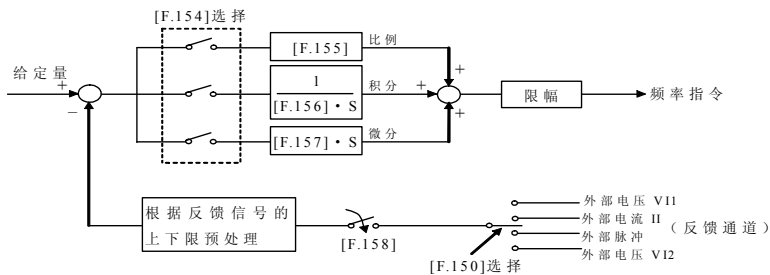 [F.154]选择
[F.155]
比例
+
给定量
+
−
1
[F.156]·S
积分
+
限幅
频率指令
+
[F.157]·S
微分
根据反馈信号的
上下限预处理
[F.158]
[F.150]选择
外部电压 VI1
外部电流 II
外部脉冲
外部电压 VI2
(反馈通道)